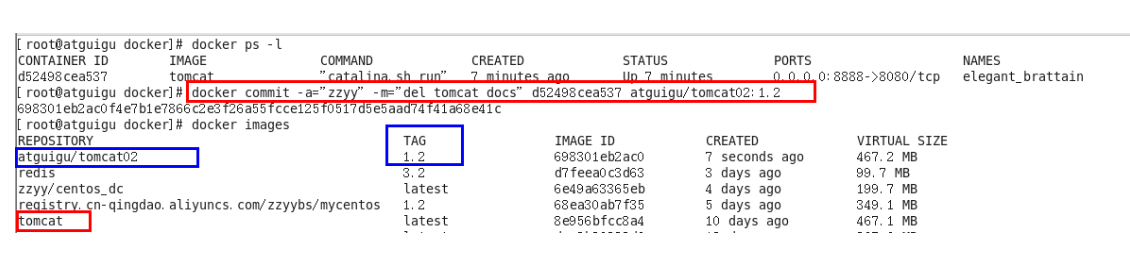 [root@atguigu docker]# docker ps -l
CONTAINER ID IMAGE COMMAND CREATED STATUS PORTS NAMES
d52498cea537 tomcat "catalina.sh run" 7 minutes ago Up 7 minutes 0.0.0.0:8888->8080/tcp elegant_brattain
[root@atguigu docker]# docker commit -a="zzyy" -m="del tomcat docs" d52498cea537 atguigu/tomcat02:1.2
698301eb2ac0f4e7b1e7866c2e3f26a55fcce125f0517d5e5aad74f41a68e41c
[root@atguigu docker]# docker images
REPOSITORY TAG IMAGE ID CREATED VIRTUAL SIZE
atguigu/tomcat02 1.2 698301eb2ac0 7 seconds ago 467.2 MB
redis 3.2 d7feea0c3d63 3 days ago 99.7 MB
zzyy/centos_dc latest 6e49a63365eb 4 days ago 199.7 MB
registry.cn-qingdao.aliyuncs.com/zzyybs/mycentos 1.2 68ea30ab7f35 5 days ago 349.1 MB
tomcat latest 8e956bfcc8a4 10 days ago 467.1 MB